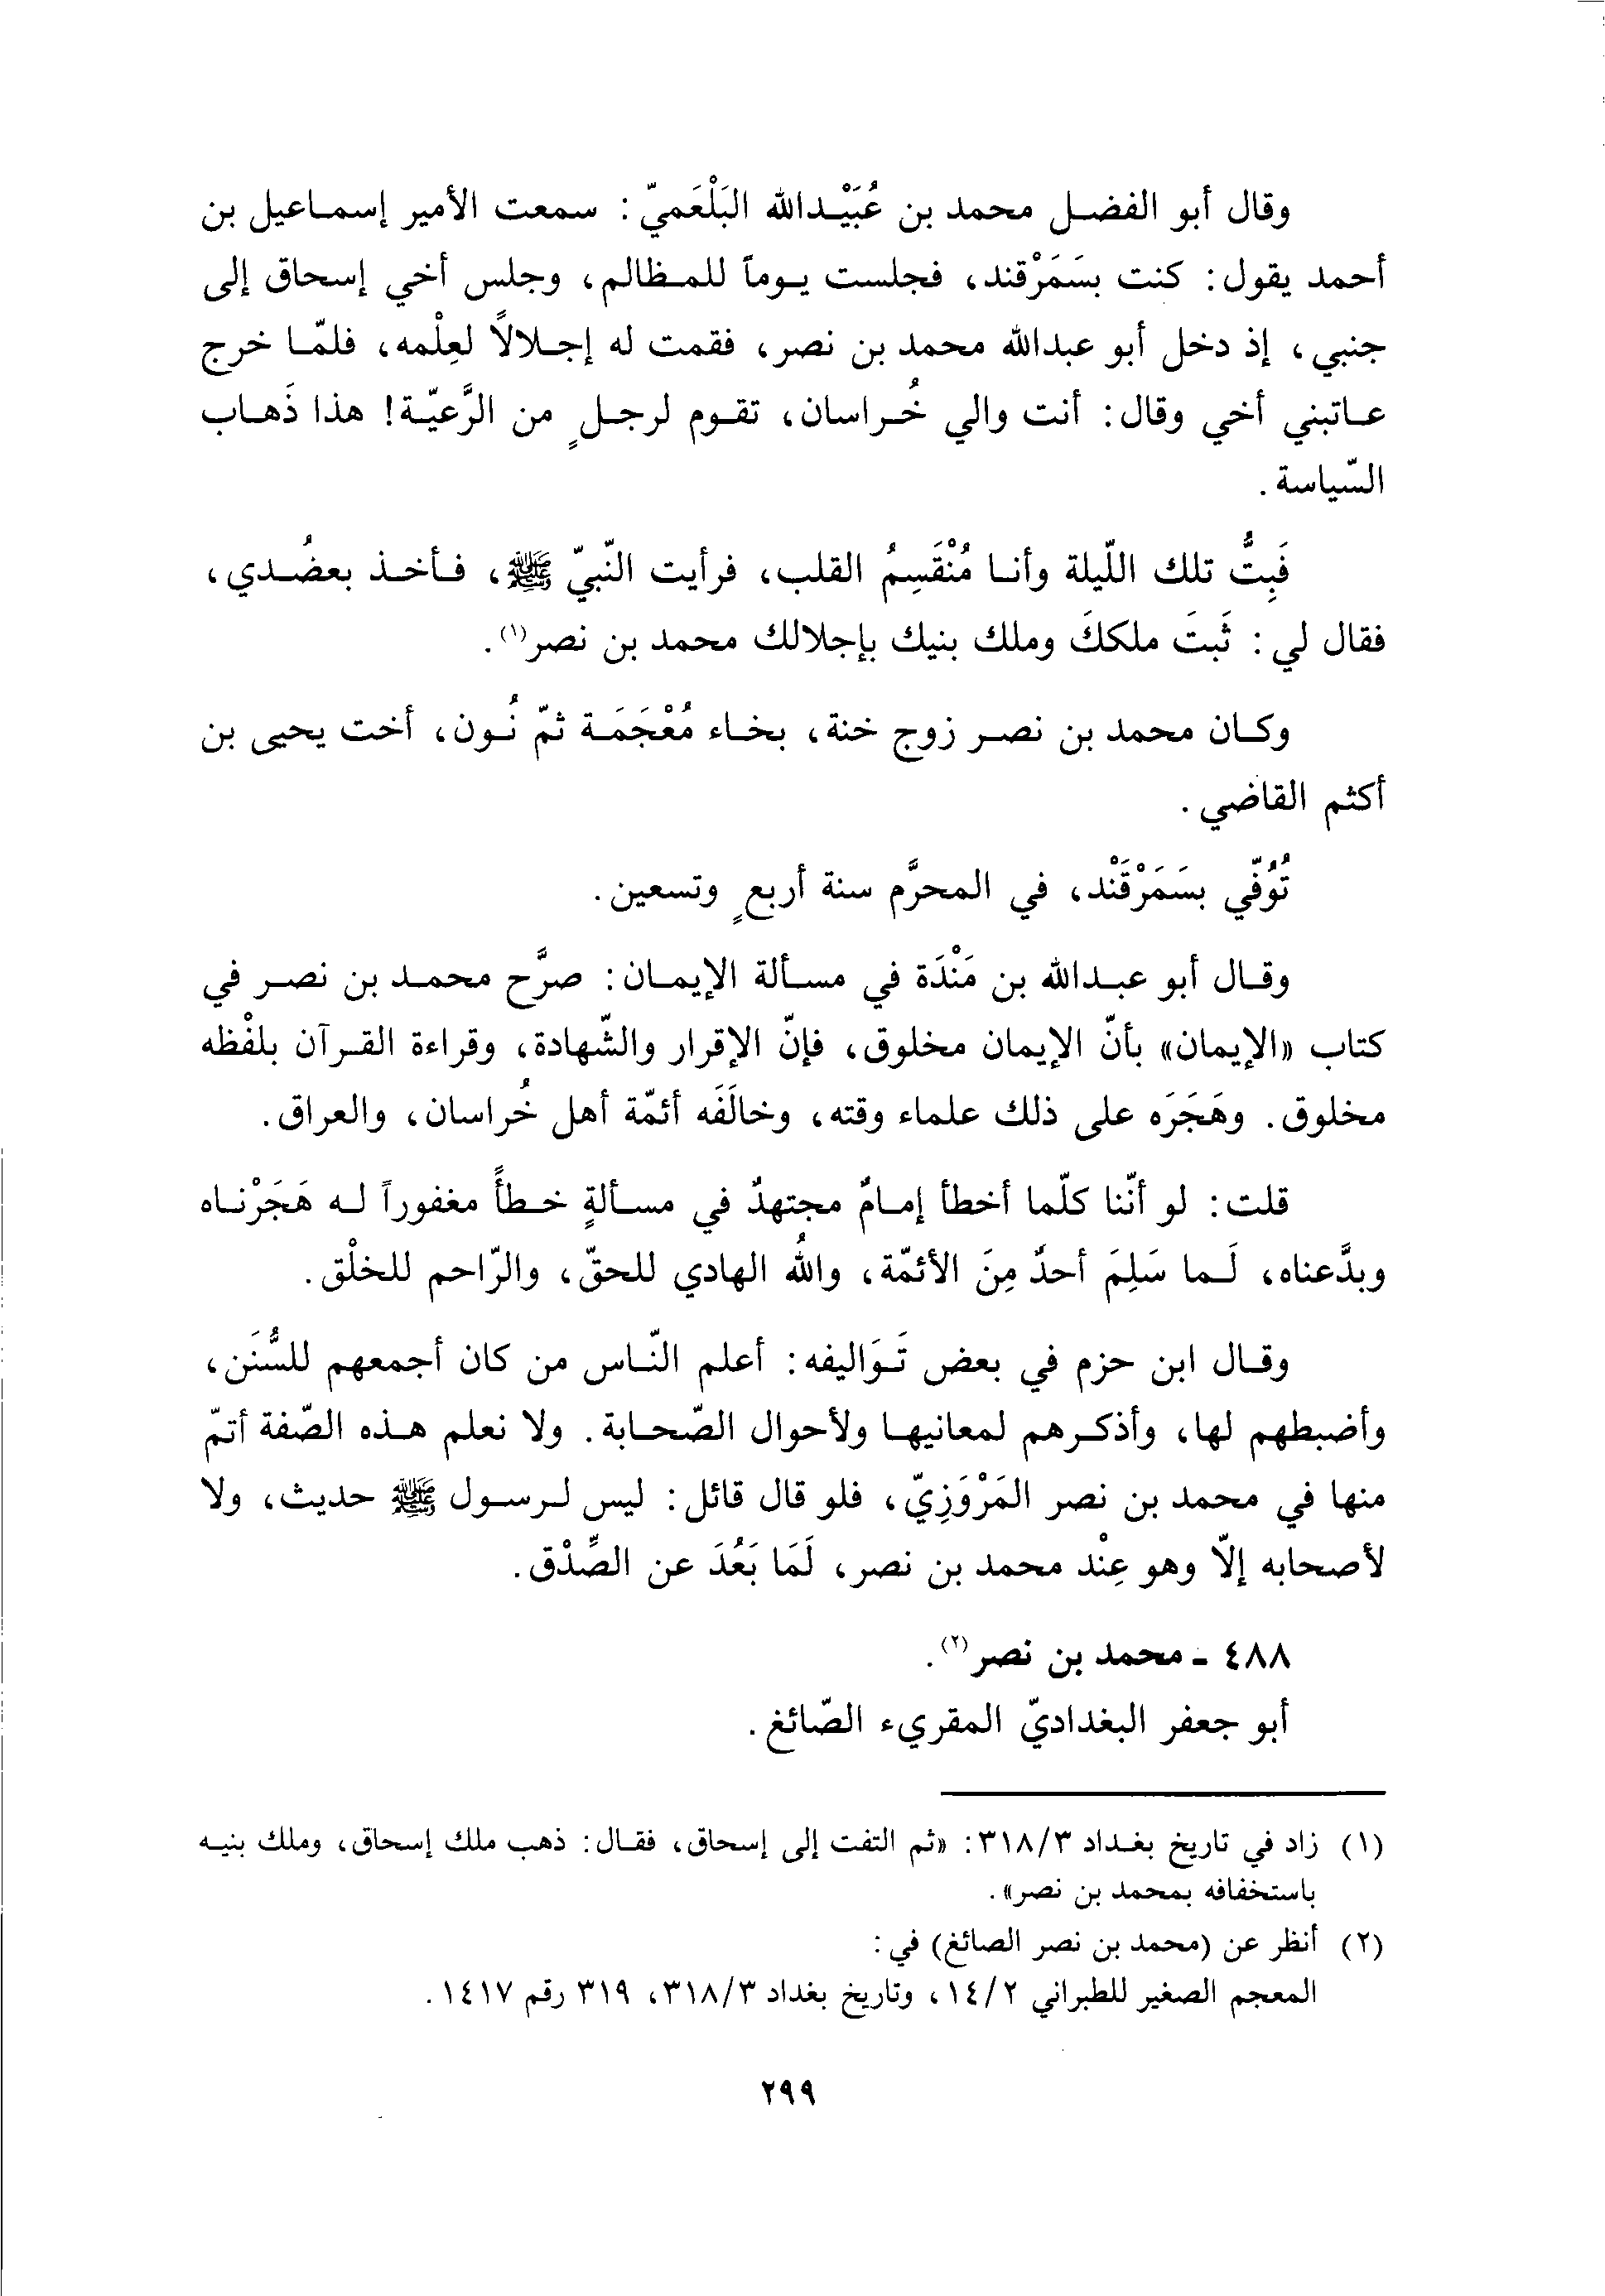 وقال أبو الفضل محمد بن عُبَيْدالله البَلْعَميّ: سمعت الأمير إسماعيل بن
أحمد يقول: كنت بسَمَرْقند، فجلست يوماً للمظالم، وجلس أخي إسحاق إلى
جنبي، إذ دخل أبو عبدالله محمد بن نصر، فقمت له إجلالاً لعِلْمه، فلمّا خرج
عاتبني أخي وقال: أنت والي خُراسان، تقوم لرجلٍ من الرَّعيّة! هذا ذَهاب
السّياسة.
فَبِتُّ تلك اللّيلة وأنا مُنْقَسِمُ القلب، فرأيت النّبيّ ﷺ، فأخذ بعضُدي،
فقال لي: ثَبتَ ملككَ وملك بنيك بإجلالك محمد بن نصر(١).
وكان محمد بن نصر زوج خنة، بخاء مُعْجَمَة ثمّ نُون، أخت يحيى بن
أكثم القاضي.
تُوُفّي بسَمَرْقَنْد، في المحرَّم سنة أربعٍ وتسعين.
وقال أبو عبدالله بن مَنْدَة في مسألة الإيمان: صرَّح محمد بن نصر في
كتاب «الإيمان» بأنّ الإيمان مخلوق، فإنّ الإقرار والشّهادة، وقراءة القرآن بلفْظه
مخلوق. وهَجَرَه على ذلك علماء وقته، وخالَفَه أئمّة أهل خُراسان، والعراق.
قلت: لو أنّنا كلّما أخطأ إمامٌ مجتهدٌ في مسألةٍ خطأً مغفوراً له هَجَرْناه
وبدَّعناه، لَما سَلِمَ أحدٌ مِنَ الأئمّة، واللهُ الهادي للحقّ، والرّاحم للخلْق.
وقال ابن حزم في بعض تَوَاليفه: أعلم النّاس من كان أجمعهم للسُّنَن،
وأضبطهم لها، وأذكرهم لمعانيها ولأحوال الصّحابة. ولا نعلم هذه الصّفة أتمّ
منها في محمد بن نصر المَرْوَزِيّ، فلو قال قائل: ليس لرسول ﷺ حديث، ولا
لأصحابه إلاّ وهو عِنْد محمد بن نصر، لَمَا بَعُدَ عن الصِّدْق.
٤٨٨ - محمد بن نصر(٢).
أبو جعفر البغداديّ المقريء الصّائغ.
(١) زاد في تاريخ بغداد ٣١٨/٣: «ثم التفت إلى إسحاق، فقال: ذهب ملك إسحاق، وملك بنيه
باستخفافه بمحمد بن نصر».
(٢) أنظر عن (محمد بن نصر الصائغ) في:
المعجم الصغير للطبراني ١٤/٢، وتاريخ بغداد ٣١٨/٣، ٣١٩ رقم ١٤١٧.
٢٩٩